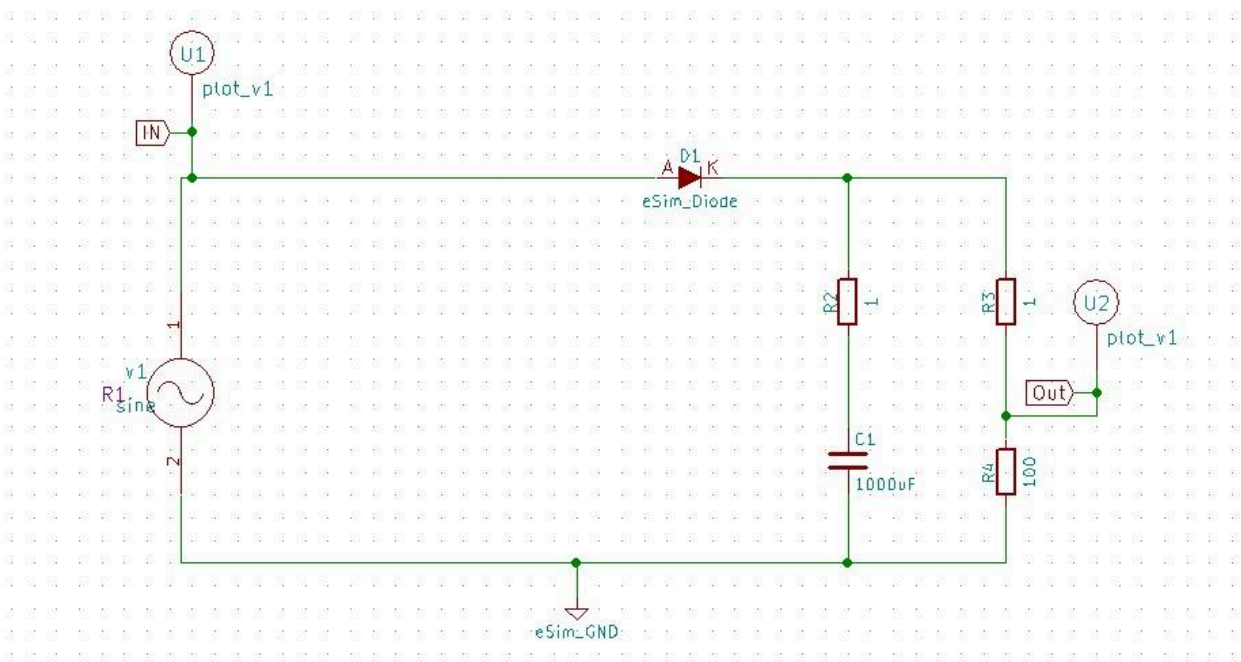 U1
plot_v1
IN
D1
A K
eSim_Diode
R2
1
R3
1
U2
plot_v1
1
v1
R1
sine
Out
2
C1
1000uF
R4
100
eSim_GND